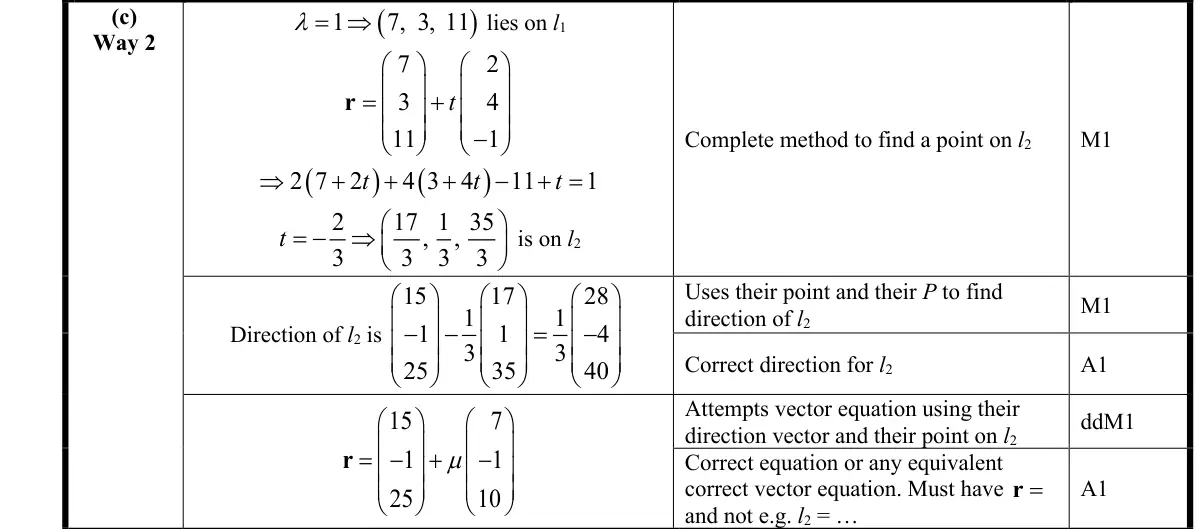 (c)
Way 2
λ = 1 ⇒ (7, 3, 11) lies on l₁
r = (7 3 11) + t (2 4 −1)
⇒ 2(7 + 2t) + 4(3 + 4t) − 11 + t = 1
t = −2/3 ⇒ (17/3, 1/3, 35/3) is on l₂
Complete method to find a point on l₂
M1
Direction of l₂ is (15 −1 25) − 1/3 (17 1 35) = 1/3 (28 −4 40)
Uses their point and their P to find
direction of l₂
M1
Correct direction for l₂
A1
r = (15 −1 25) + μ (7 −1 10)
Attempts vector equation using their
direction vector and their point on l₂
ddM1
Correct equation or any equivalent
correct vector equation. Must have r =
and not e.g. l₂ = …
A1